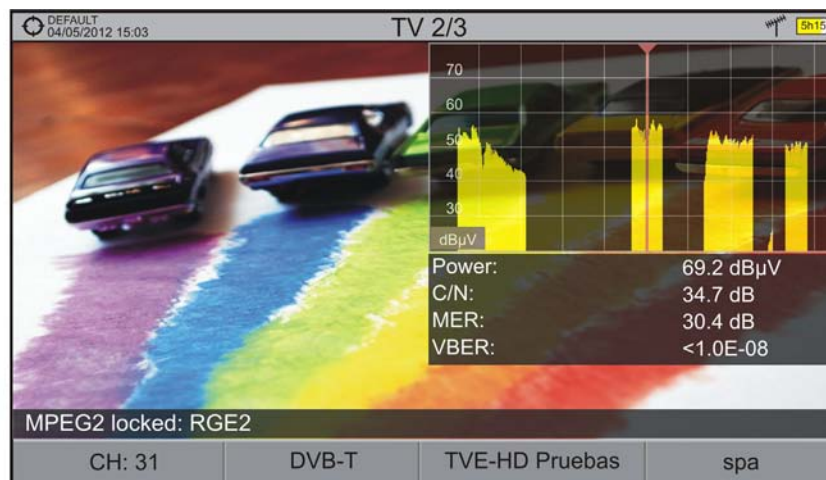 DEFAULT
04/05/2012 15:03
TV 2/3
5h15
70
60
50
40
30
dBµV
Power: 69.2 dBµV
C/N: 34.7 dB
MER: 30.4 dB
VBER: <1.0E-08
MPEG2 locked: RGE2
CH: 31 DVB-T TVE-HD Pruebas spa